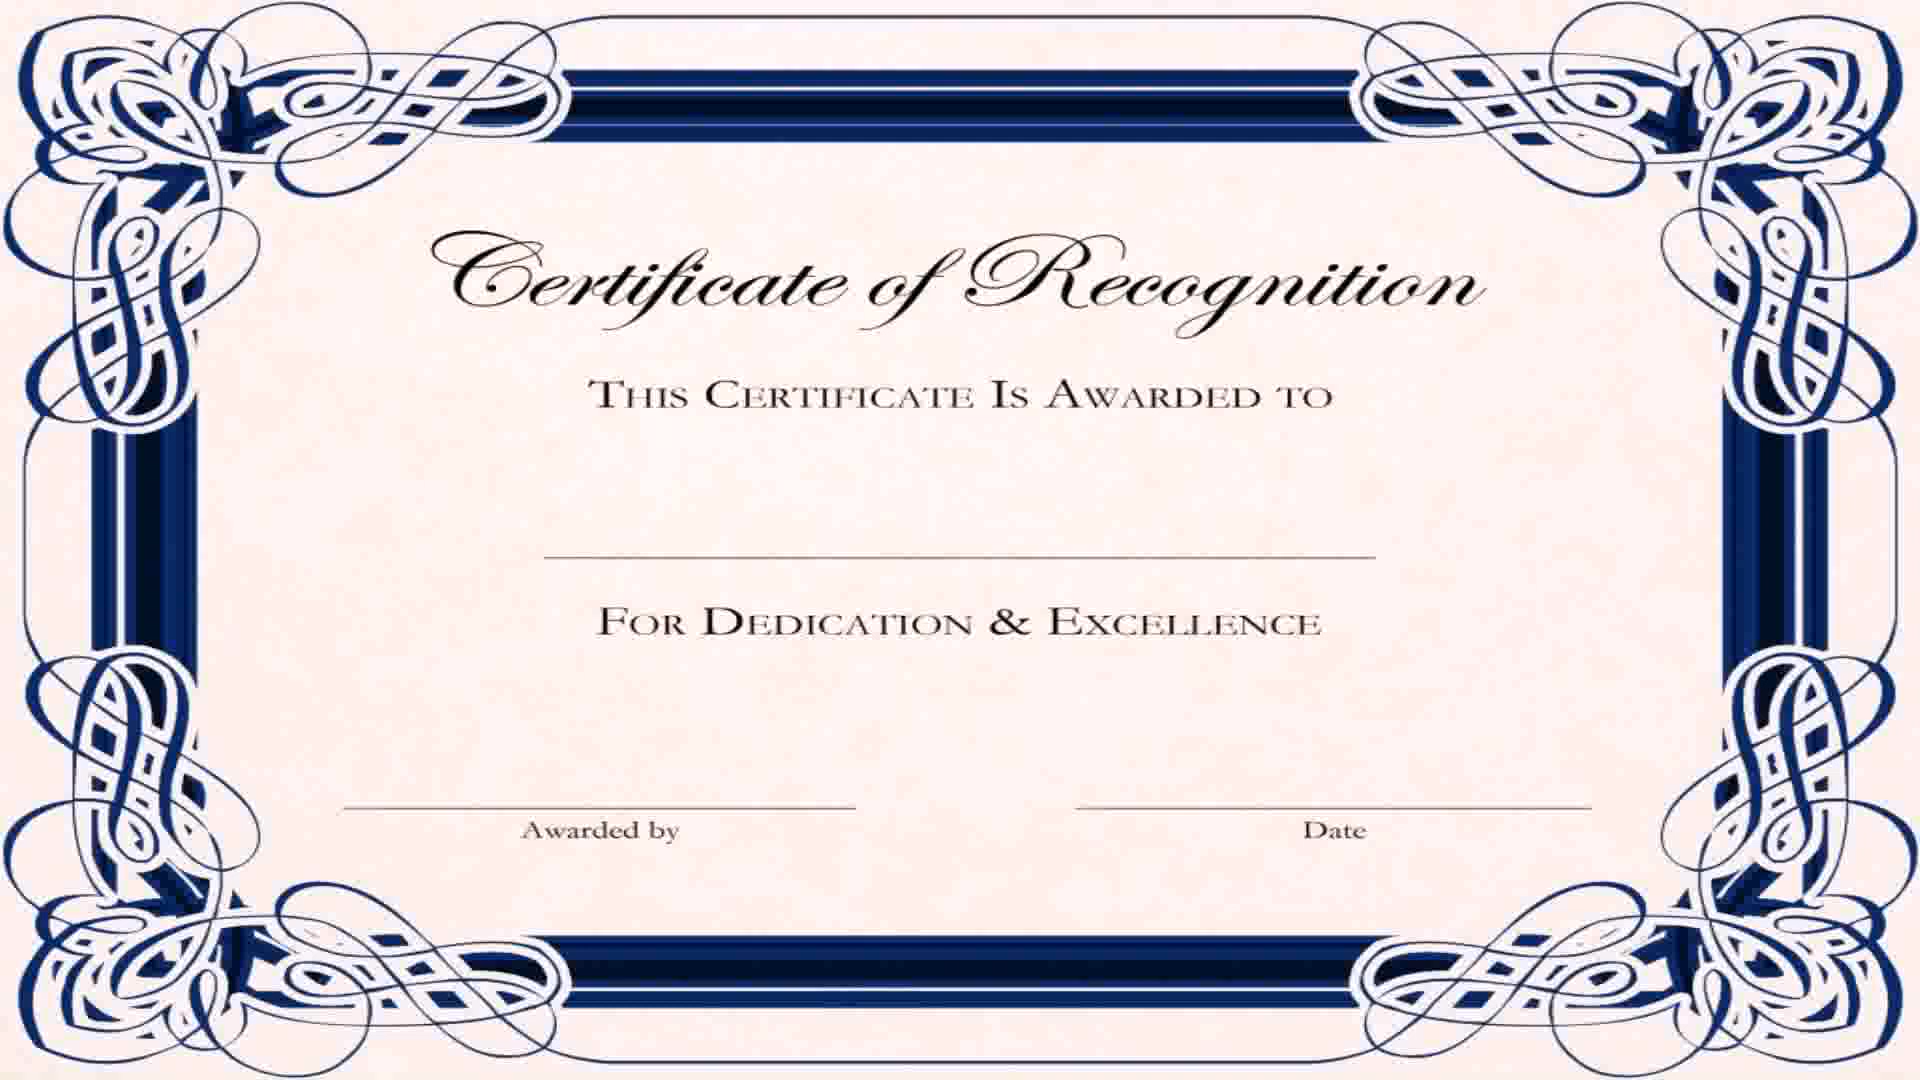 Certificate of Recognition
This Certificate Is Awarded to
For Dedication & Excellence
Awarded by
Date